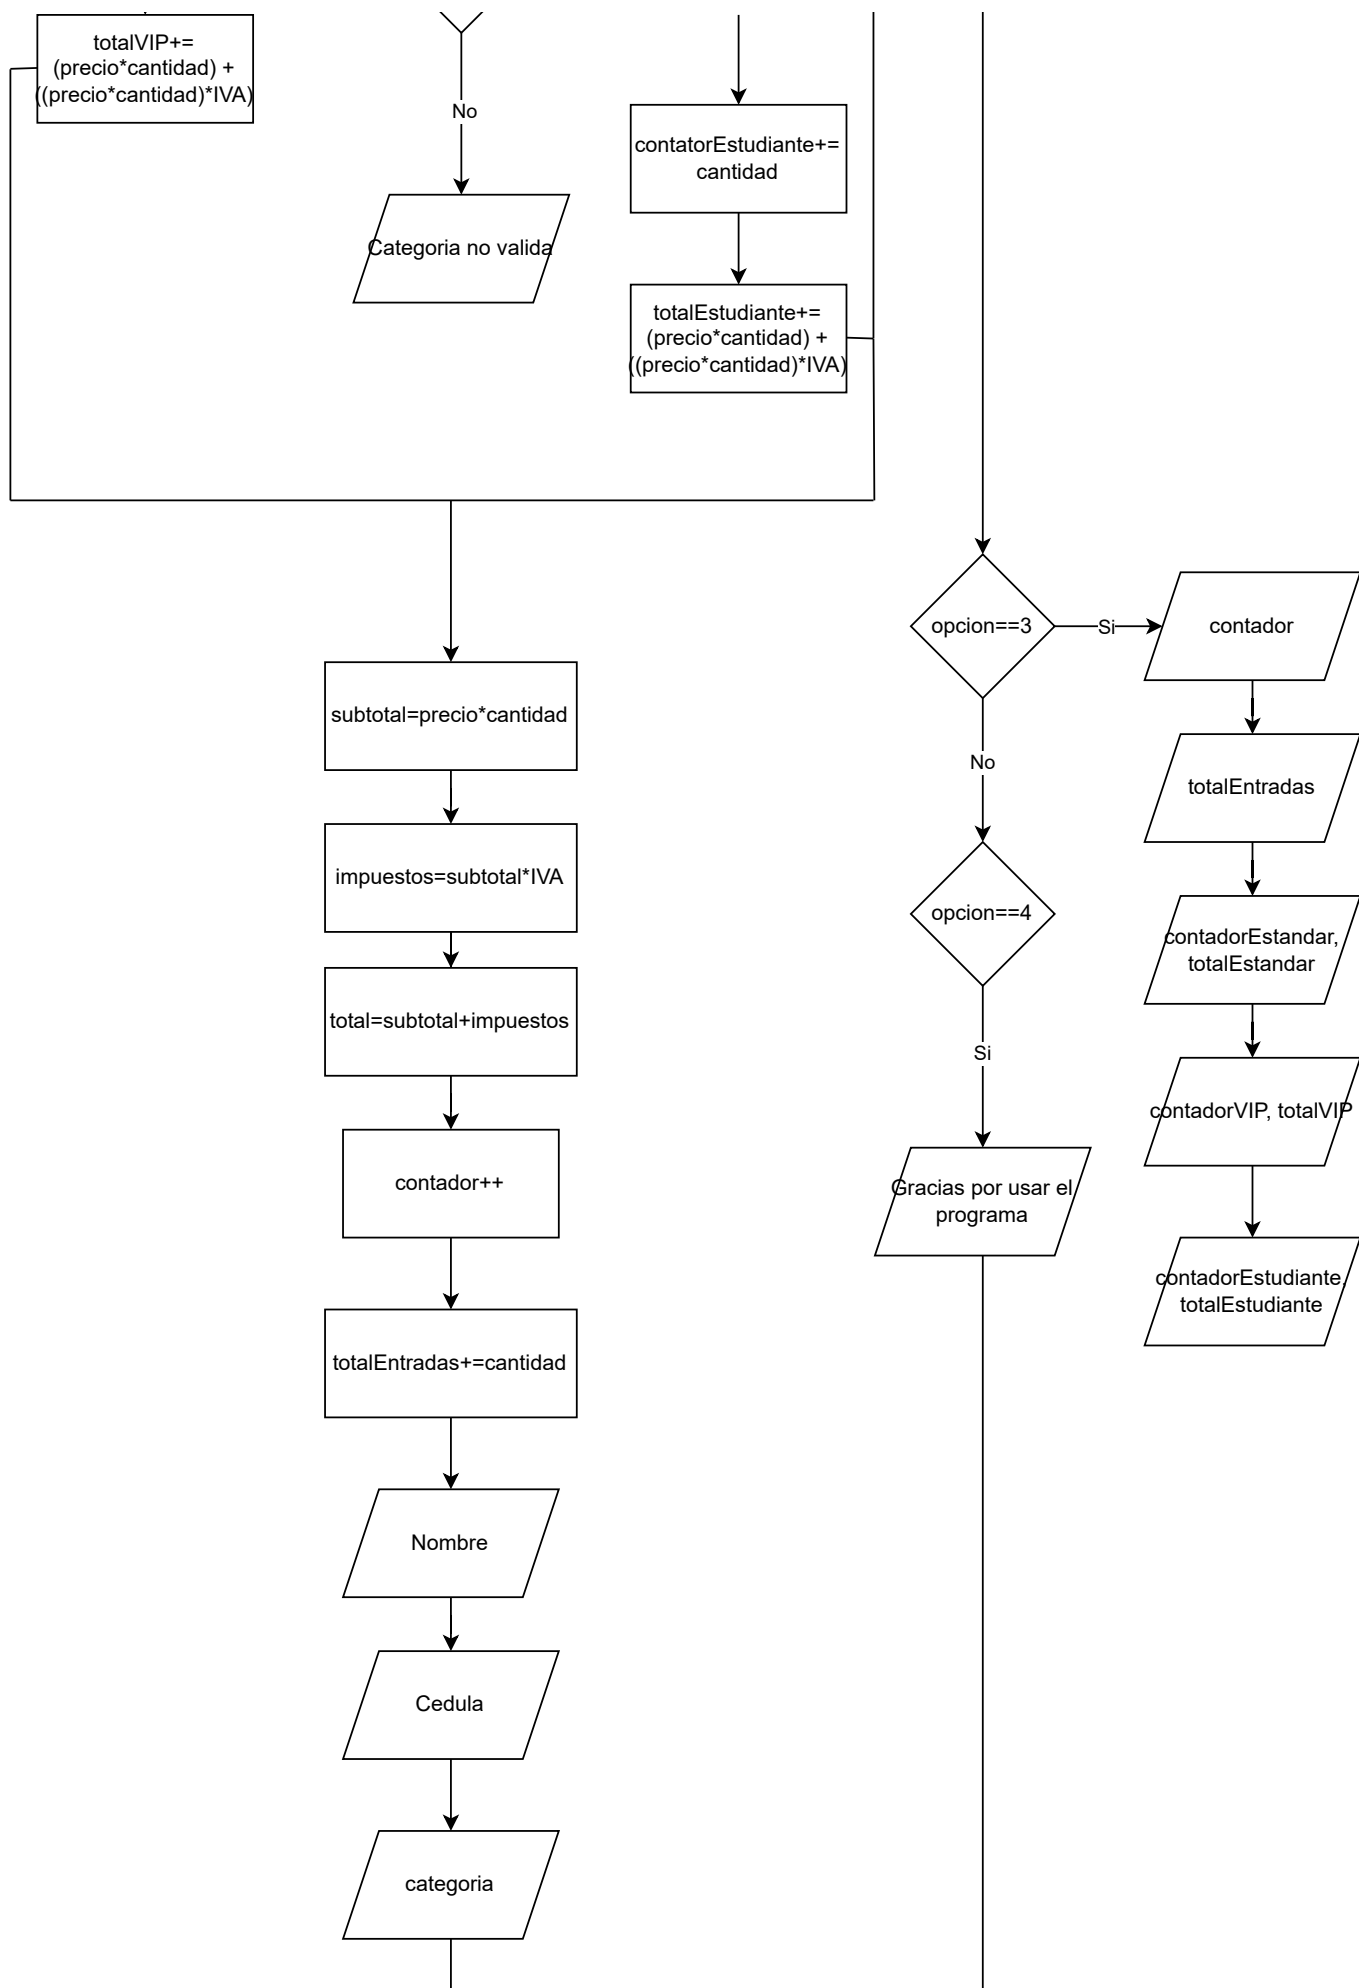 totalVIP+=
(precio*cantidad) +
((precio*cantidad)*IVA)
No
Categoria no valida
contatorEstudiante+=
cantidad
totalEstudiante+=
(precio*cantidad) +
((precio*cantidad)*IVA)
subtotal=precio*cantidad
impuestos=subtotal*IVA
total=subtotal+impuestos
contador++
totalEntradas+=cantidad
Nombre
Cedula
categoria
opcion==3
Si
No
opcion==4
Si
Gracias por usar el
programa
contador
totalEntradas
contadorEstandar,
totalEstandar
contadorVIP, totalVIP
contadorEstudiante,
totalEstudiante